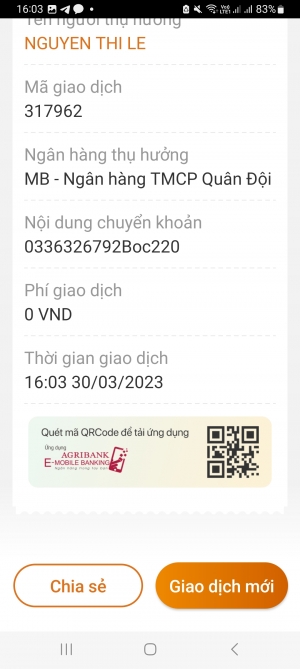 16:03
83%
Tên người thụ hưởng
NGUYEN THI LE
Mã giao dịch
317962
Ngân hàng thụ hưởng
MB - Ngân hàng TMCP Quân Đội
Nội dung chuyển khoản
0336326792Boc220
Phí giao dịch
0 VND
Thời gian giao dịch
16:03 30/03/2023
Quét mã QRCode để tải ứng dụng
Ứng dụng
AGRIBANK
E-MOBILE BANKING
Chia sẻ
Giao dịch mới